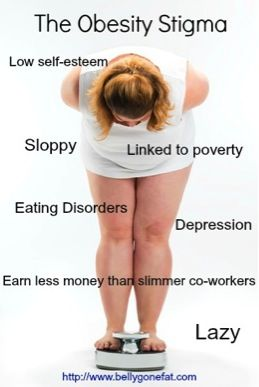 The Obesity Stigma
Low self-esteem
Sloppy
Linked to poverty
Eating Disorders
Depression
Earn less money than slimmer co-workers
Lazy
http://www.bellygonefat.com